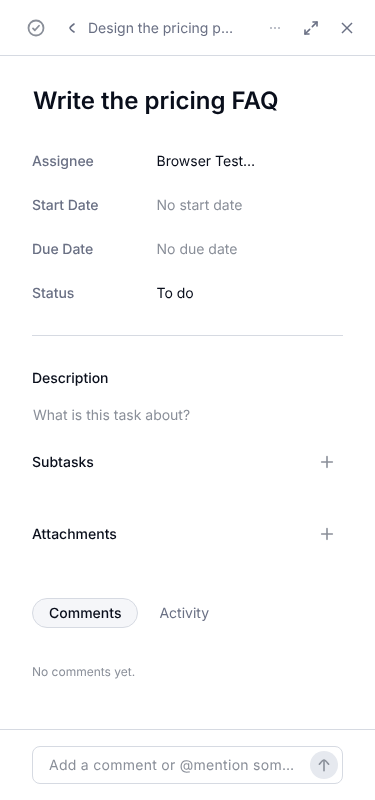 Design the pricing p...
Write the pricing FAQ
Assignee Browser Test...
Start Date No start date
Due Date No due date
Status To do
Description
What is this task about?
Subtasks
Attachments
Comments Activity
No comments yet.
Add a comment or @mention som...